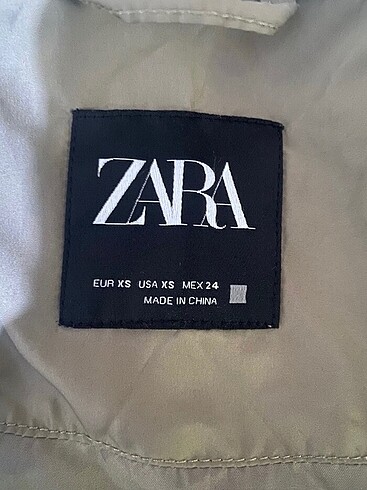 ZARA
EUR XS USA XS MEX 24
MADE IN CHINA